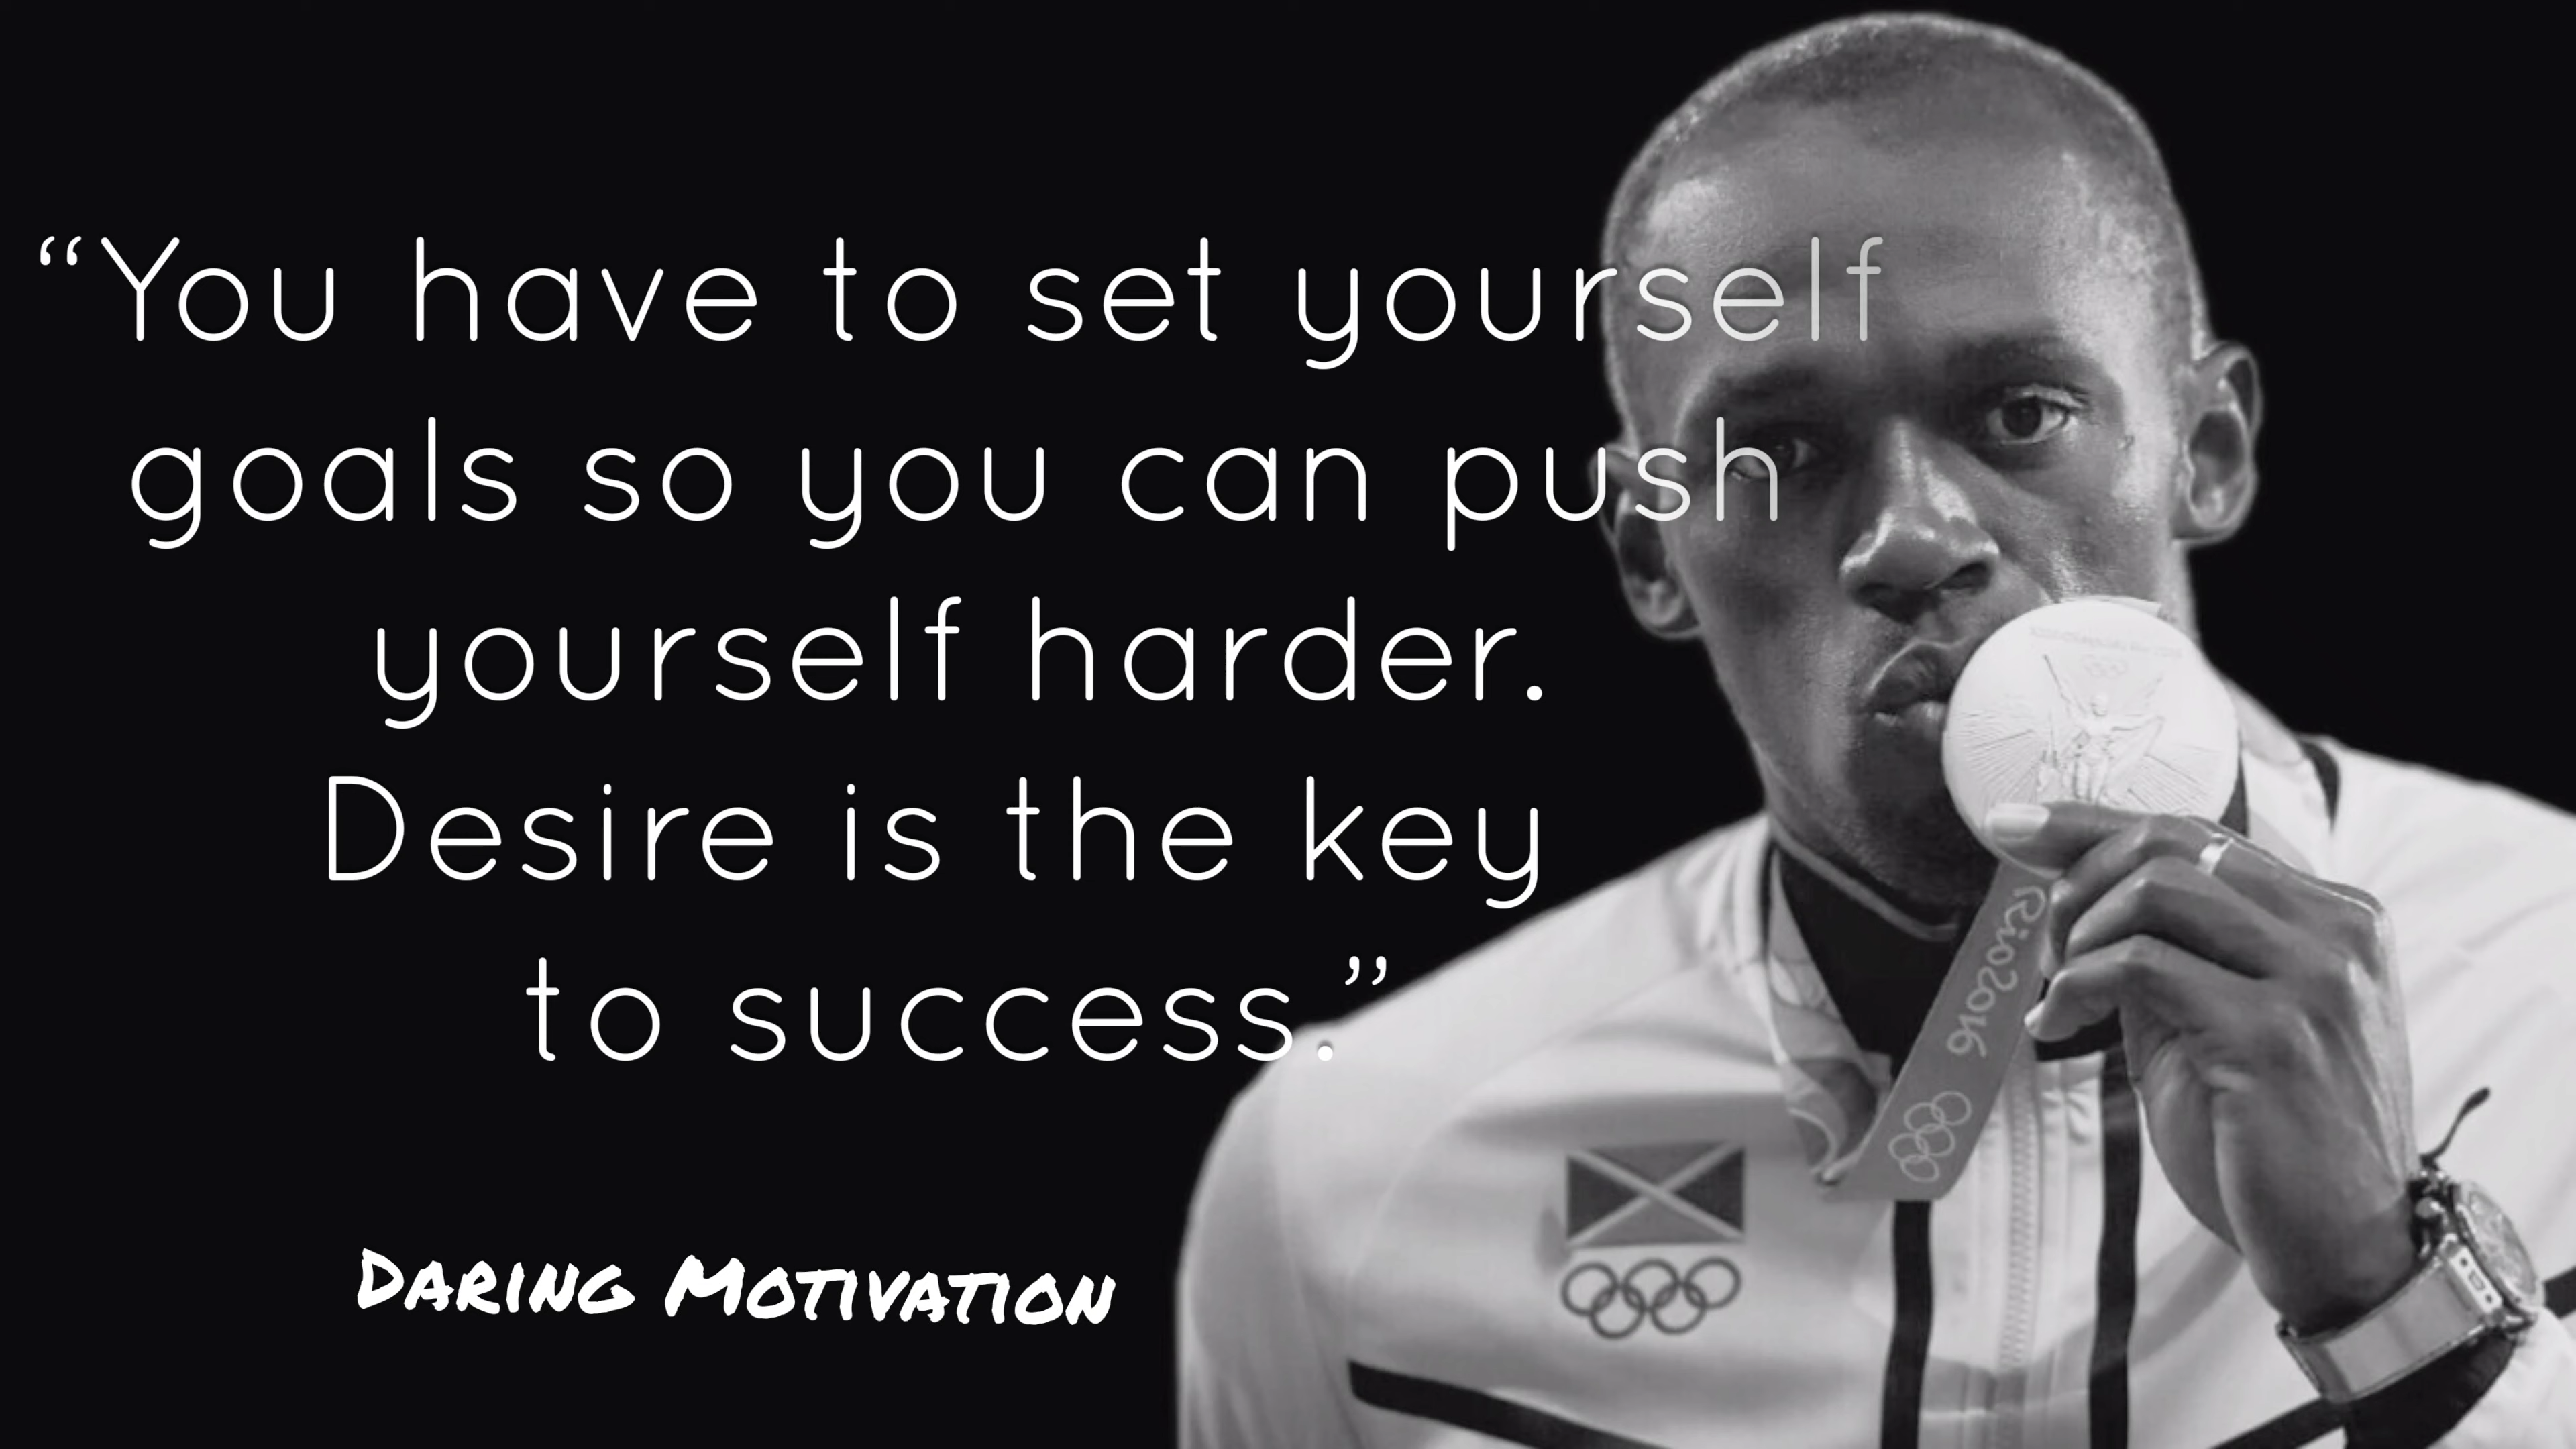 “You have to set yourself
goals so you can push
yourself harder.
Desire is the key
to success.”
Rio2016
Daring Motivation